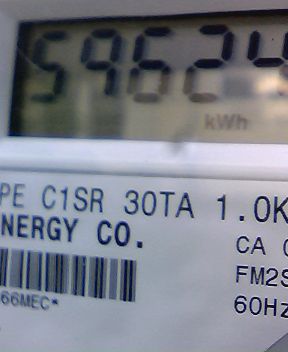 59624
kWh
PE C1SR 30TA 1.0K
NERGY CO.
CA
FM2S
66MEC*
60Hz